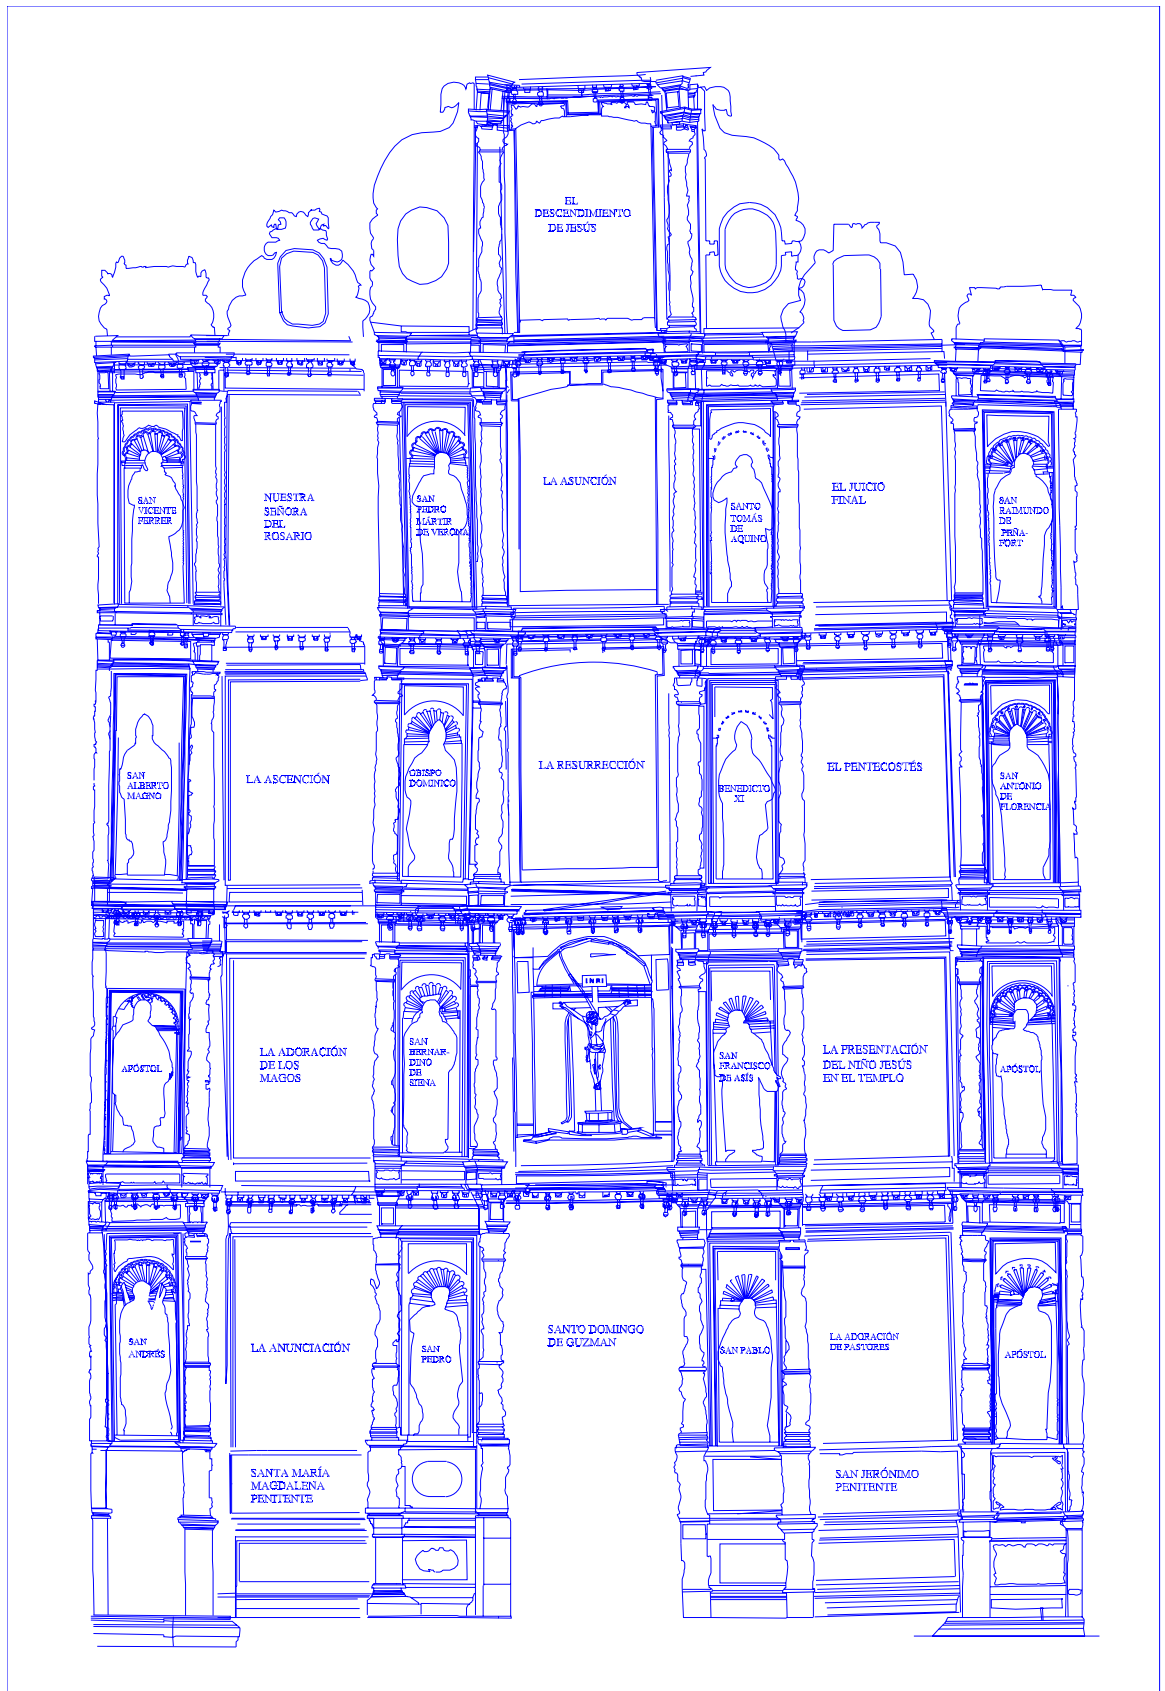 EL
DESCENDIMIENTO
DE JESÚS
SAN
VICENTE
FERRER
NUESTRA
SEÑORA
DEL
ROSARIO
SAN
PEDRO
MÁRTIR
DE VERONA
LA ASUNCIÓN
SANTO
TOMÁS
DE
AQUINO
EL JUICIO
FINAL
SAN
RAIMUNDO
DE
PEÑA-
FORT
SAN
ALBERTO
MAGNO
LA ASCENCIÓN
OBISPO
DOMINICO
LA RESURRECCIÓN
BENEDICTO
XI
EL PENTECOSTÉS
SAN
ANTONIO
DE
FLORENCIA
APÓSTOL
LA ADORACIÓN
DE LOS
MAGOS
SAN
BERNAR-
DINO
DE
SIENA
INRI
SAN
FRANCISCO
DE ASÍS
LA PRESENTACIÓN
DEL NIÑO JESÚS
EN EL TEMPLO
APÓSTOL
SAN
ANDRÉS
LA ANUNCIACIÓN
SAN
PEDRO
SANTO DOMINGO
DE GUZMAN
SAN PABLO
LA ADORACIÓN
DE PASTORES
APÓSTOL
SANTA MARÍA
MAGDALENA
PENITENTE
SAN JERÓNIMO
PENITENTE